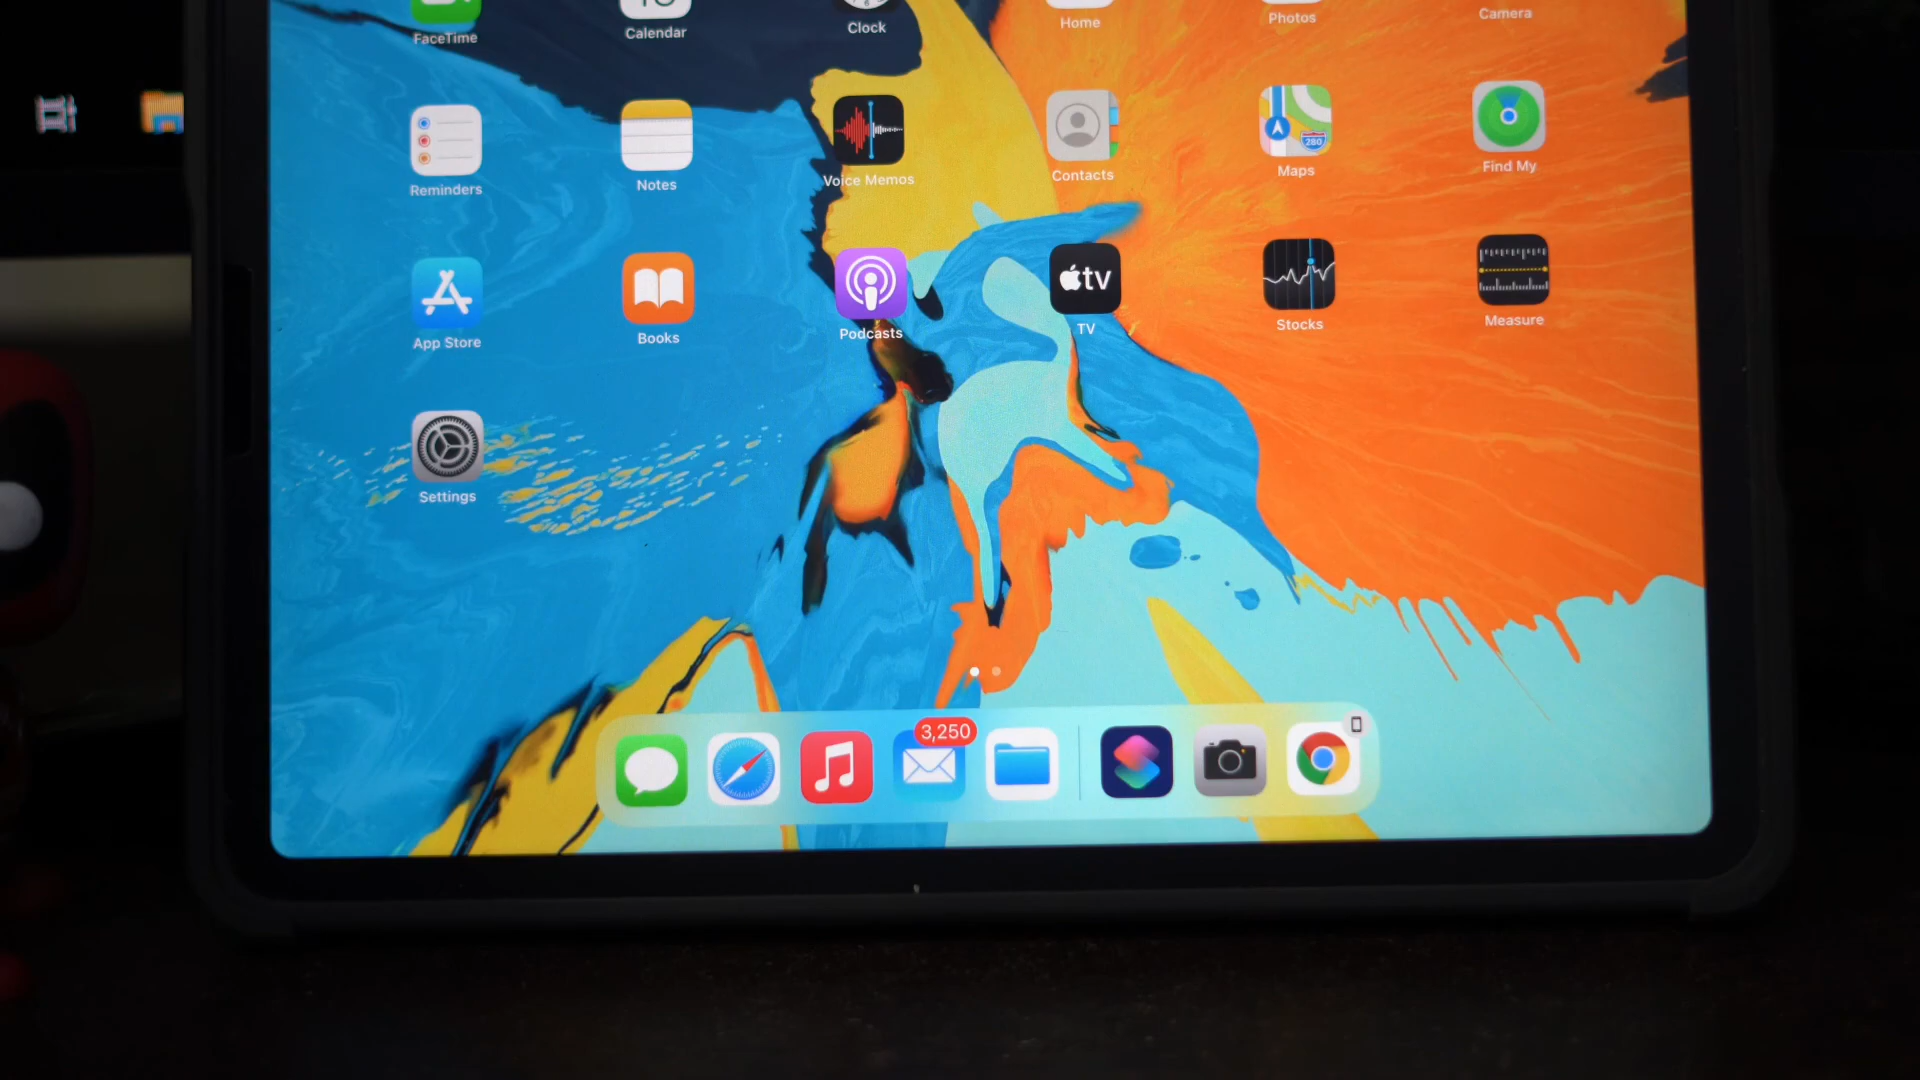 FaceTime
Calendar
Clock
Home
Photos
Camera
Reminders
Notes
Voice Memos
Contacts
280
Maps
Find My
App Store
Books
Podcasts
tv
TV
Stocks
Measure
Settings
3,250